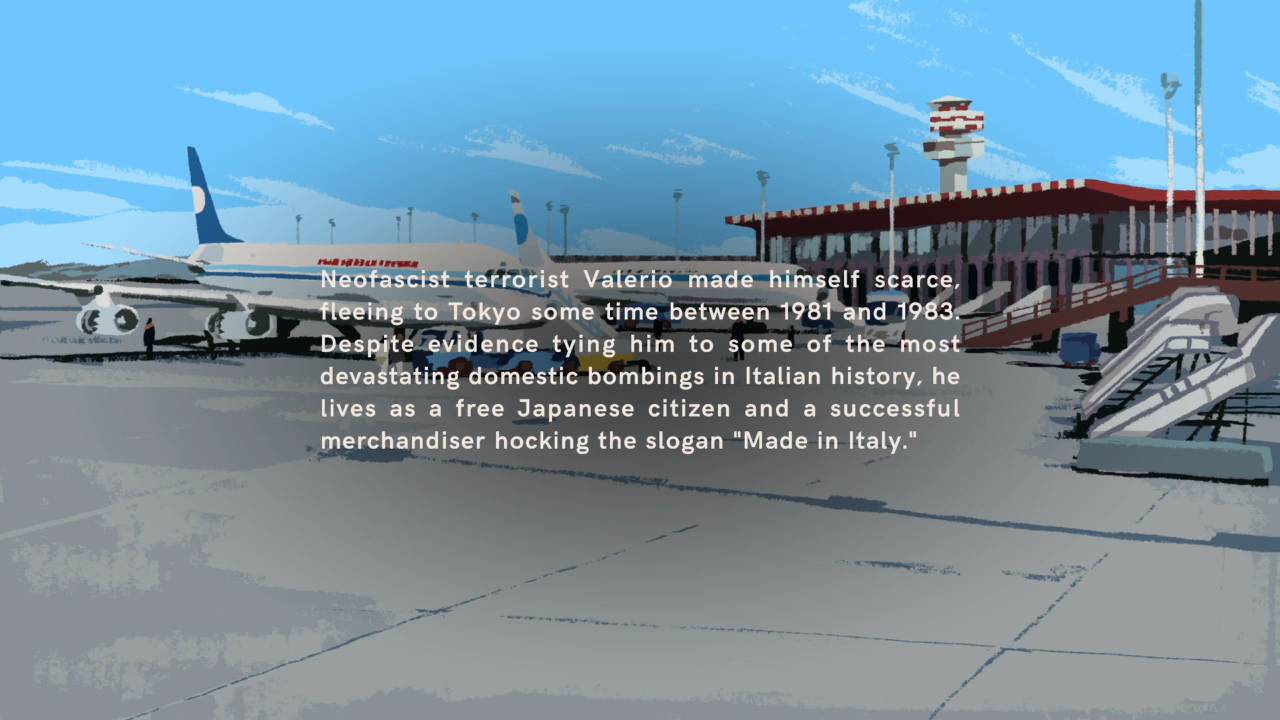 Neofascist terrorist Valerio made himself scarce,
fleeing to Tokyo some time between 1981 and 1983.
Despite evidence tying him to some of the most
devastating domestic bombings in Italian history, he
lives as a free Japanese citizen and a successful
merchandiser hocking the slogan "Made in Italy."